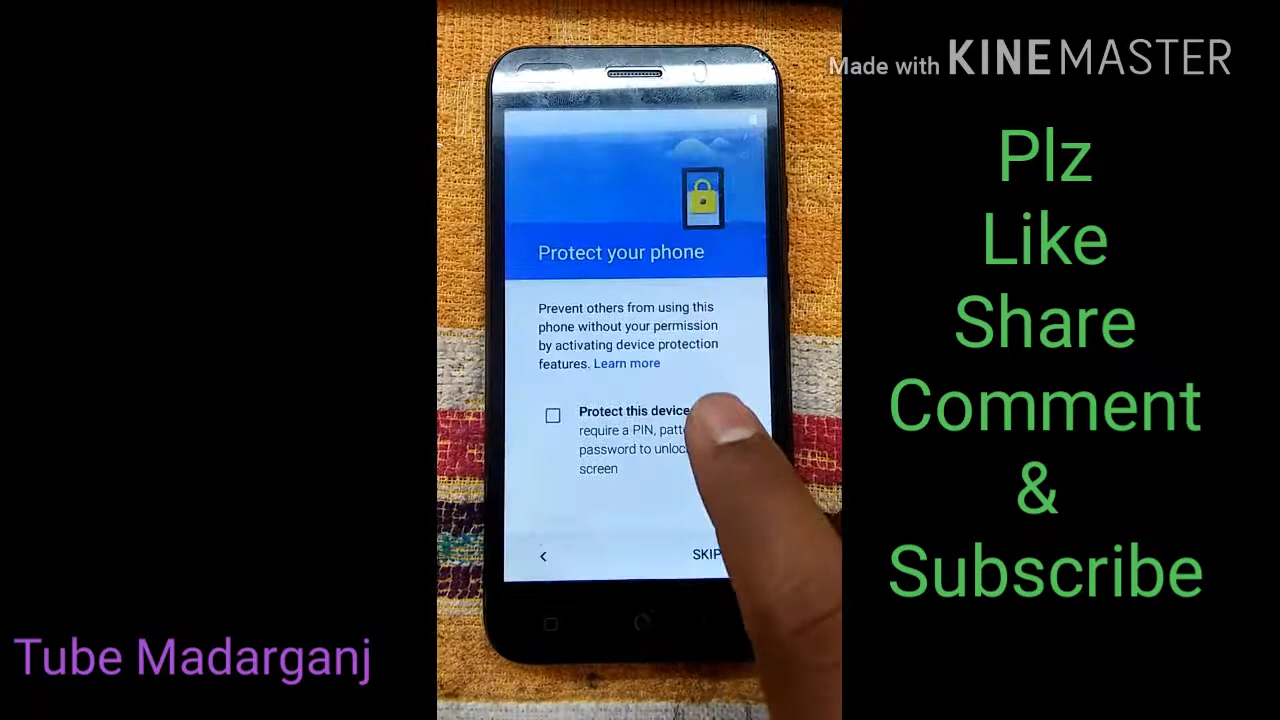 Made with KINEMASTER
Plz
Like
Share
Comment
&
Subscribe
Tube Madarganj
Protect your phone
Prevent others from using this
phone without your permission
by activating device protection
features. Learn more
Protect this device
require a PIN,
password to
screen
SKIP